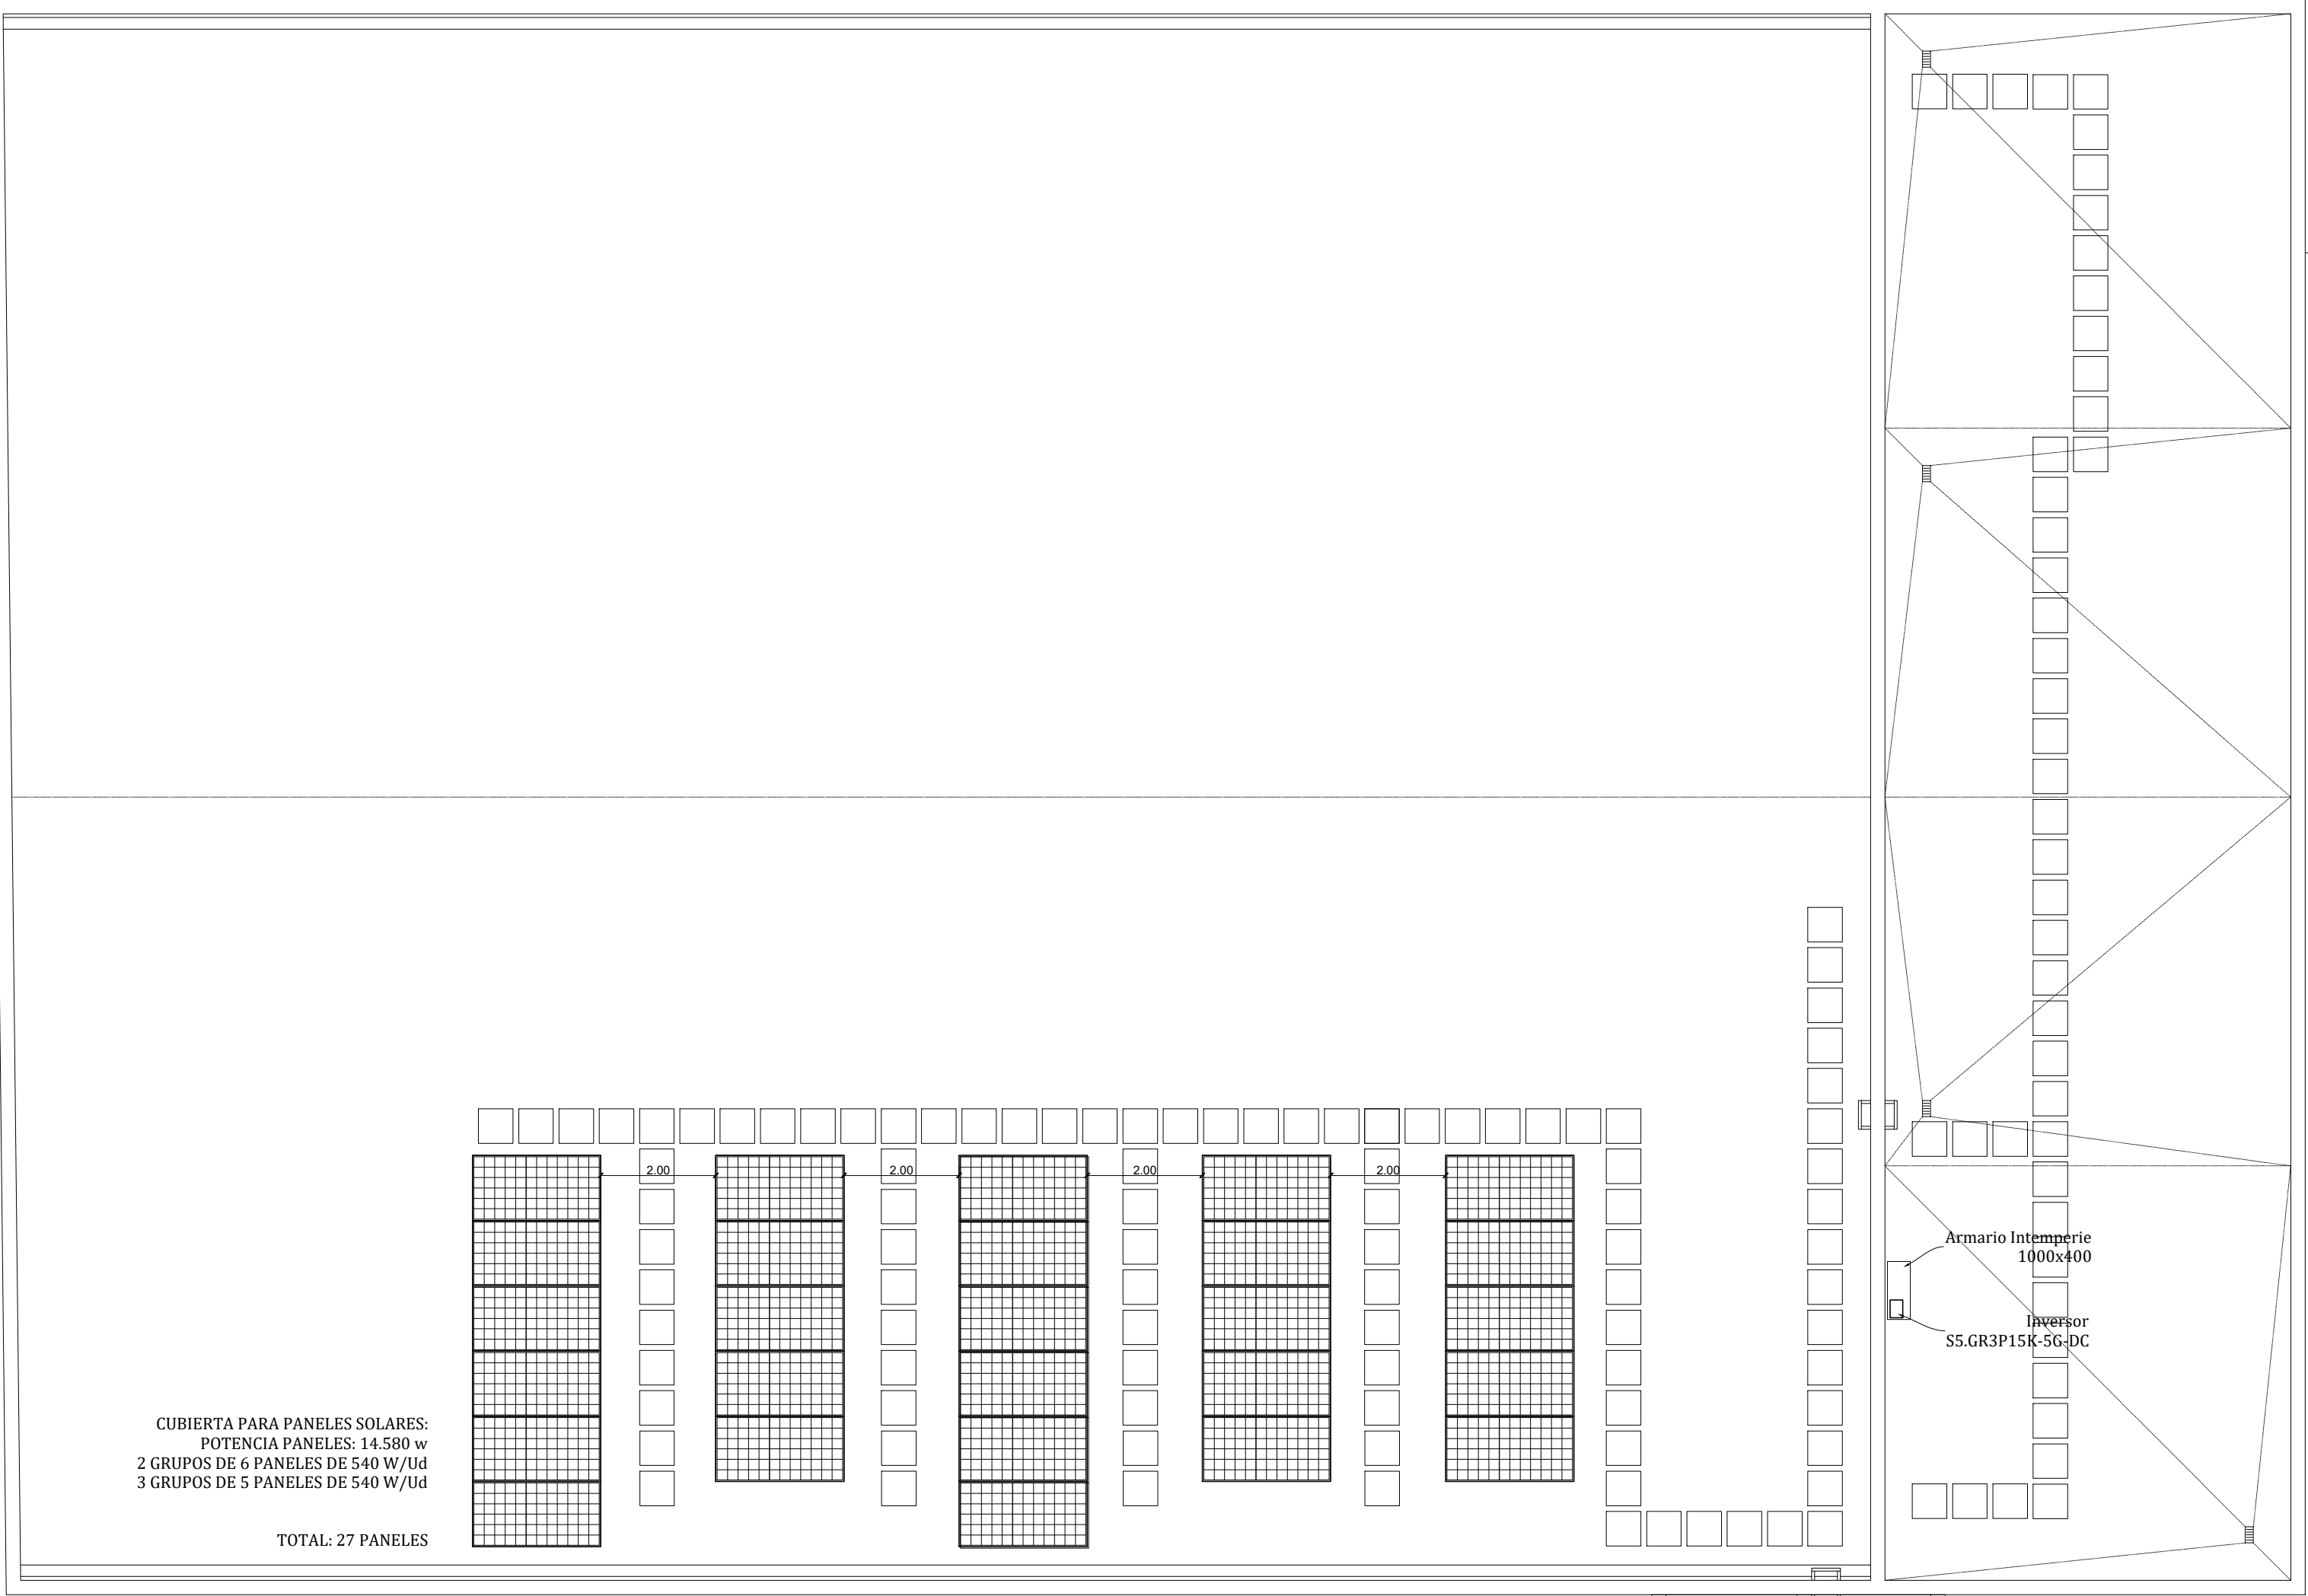 2.00
2.00
2.00
2.00
Armario Intemperie
1000x400
Inversor
S5.GR3P15K-5G-DC
CUBIERTA PARA PANELES SOLARES:
POTENCIA PANELES: 14.580 w
2 GRUPOS DE 6 PANELES DE 540 W/Ud
3 GRUPOS DE 5 PANELES DE 540 W/Ud
TOTAL: 27 PANELES